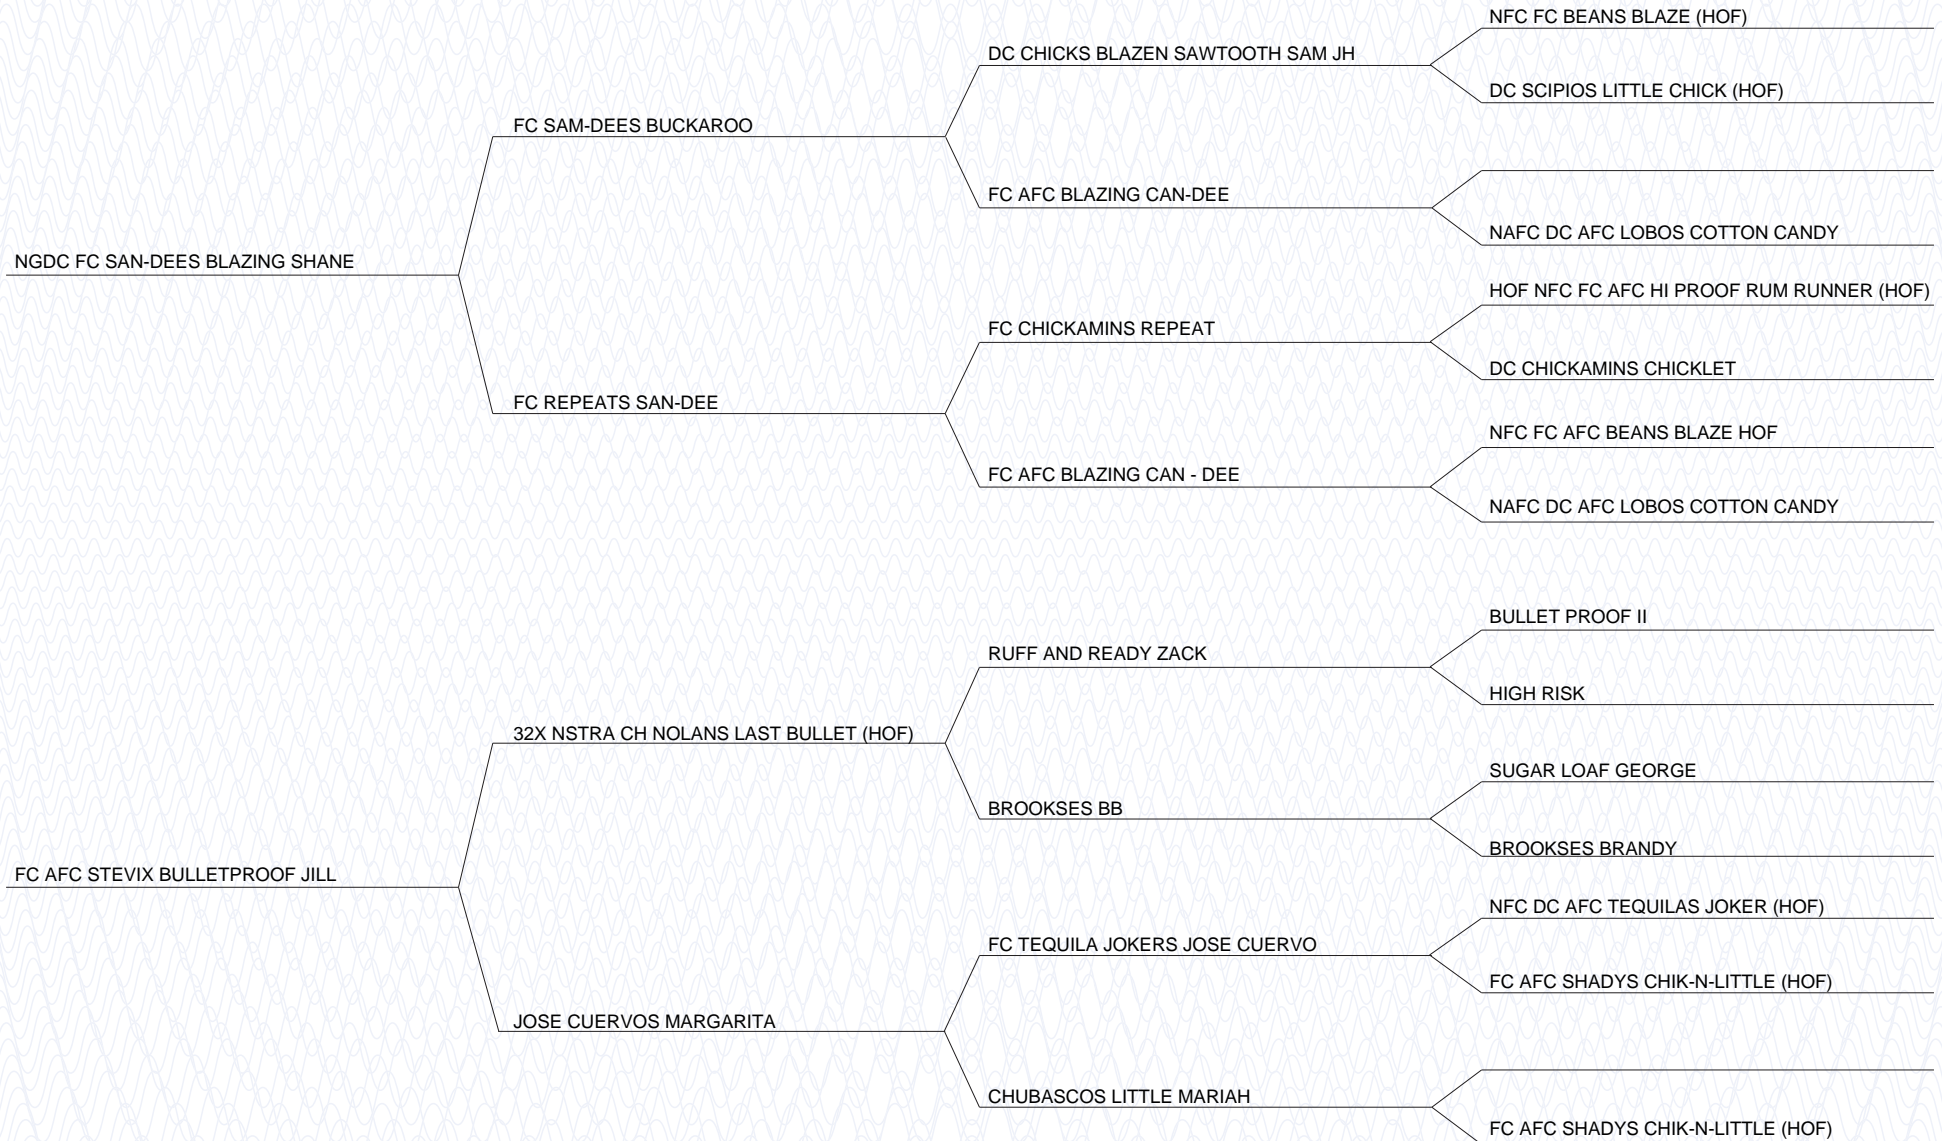 NFC FC BEANS BLAZE (HOF)
DC CHICKS BLAZEN SAWTOOTH SAM JH
DC SCIPIOS LITTLE CHICK (HOF)
FC SAM-DEES BUCKAROO
FC AFC BLAZING CAN-DEE
NAFC DC AFC LOBOS COTTON CANDY
NGDC FC SAN-DEES BLAZING SHANE
HOF NFC FC AFC HI PROOF RUM RUNNER (HOF)
FC CHICKAMINS REPEAT
DC CHICKAMINS CHICKLET
FC REPEATS SAN-DEE
NFC FC AFC BEANS BLAZE HOF
FC AFC BLAZING CAN - DEE
NAFC DC AFC LOBOS COTTON CANDY
BULLET PROOF II
RUFF AND READY ZACK
HIGH RISK
32X NSTRA CH NOLANS LAST BULLET (HOF)
SUGAR LOAF GEORGE
BROOKSES BB
BROOKSES BRANDY
FC AFC STEVIX BULLETPROOF JILL
NFC DC AFC TEQUILAS JOKER (HOF)
FC TEQUILA JOKERS JOSE CUERVO
FC AFC SHADYS CHIK-N-LITTLE (HOF)
JOSE CUERVOS MARGARITA
CHUBASCOS LITTLE MARIAH
FC AFC SHADYS CHIK-N-LITTLE (HOF)